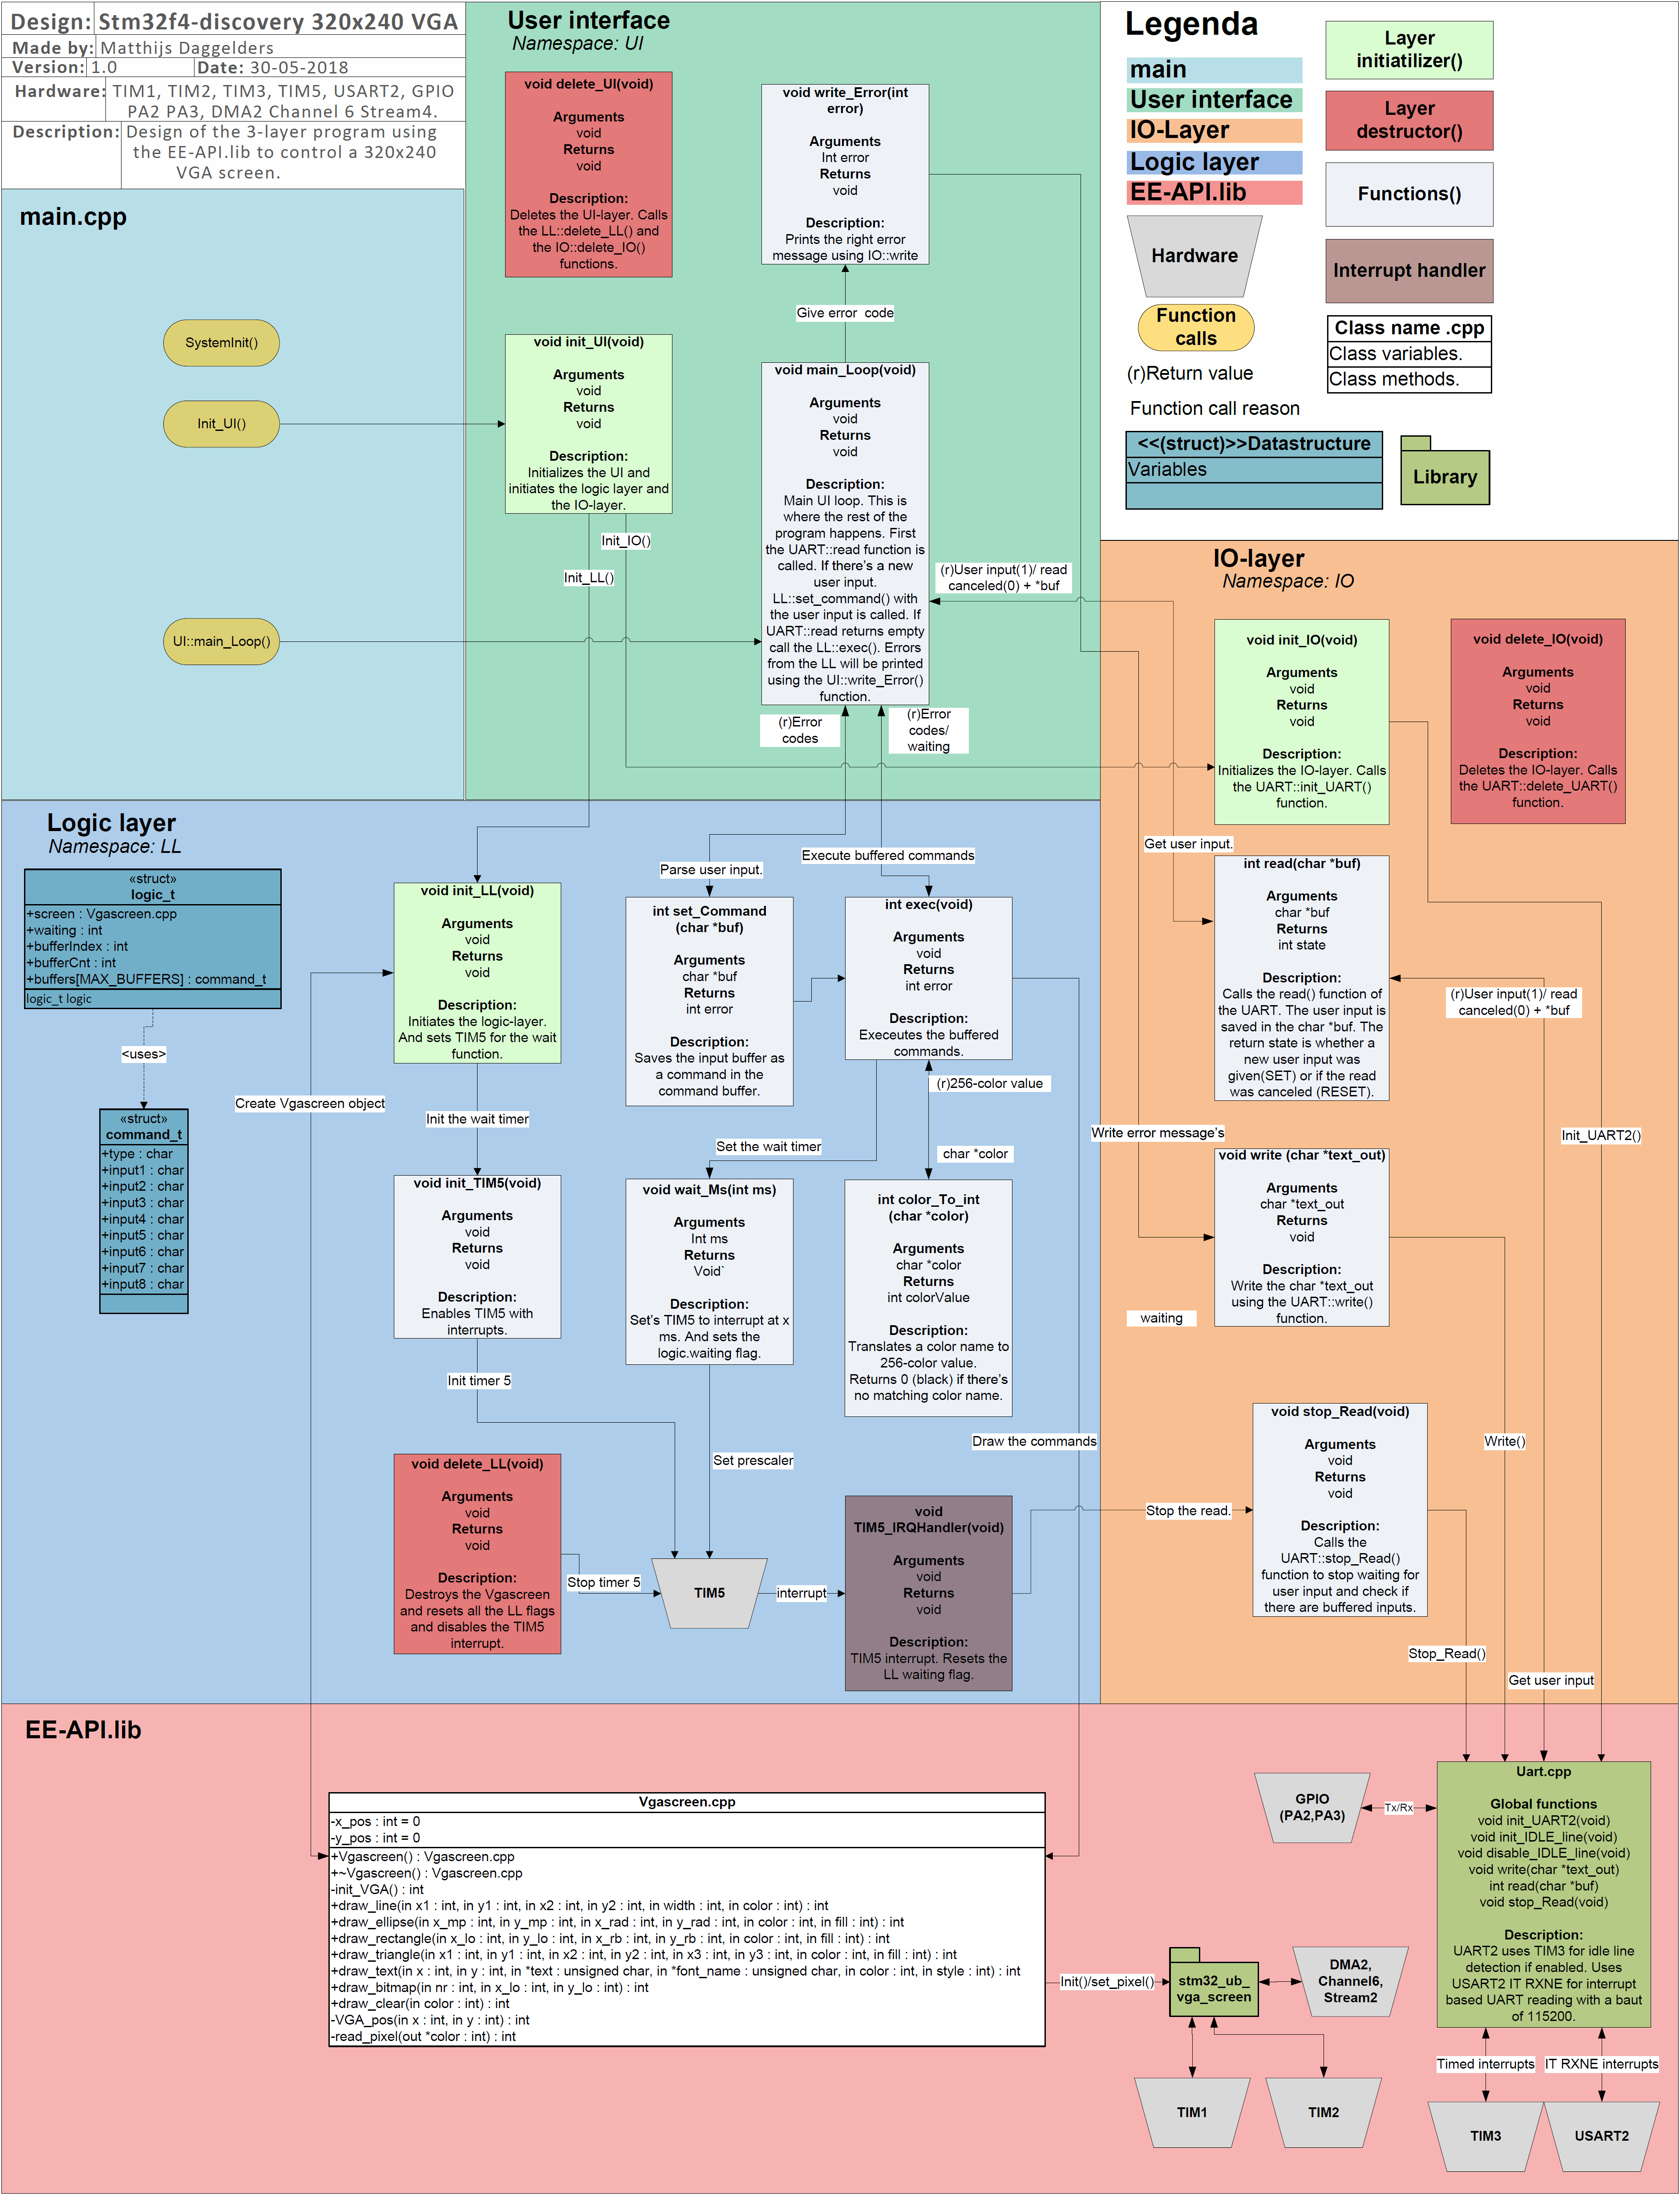 Design: Stm32f4-discovery 320x240 VGA
Made by: Matthijs Daggelders
Version: 1.0 Date: 30-05-2018
Hardware: TIM1, TIM2, TIM3, TIM5, USART2, GPIO
PA2 PA3, DMA2 Channel 6 Stream4.
Description: Design of the 3-layer program using
the EE-API.lib to control a 320x240
VGA screen.
main.cpp
SystemInit()
Init_UI()
UI::main_Loop()
User interface
Namespace: UI
void delete_UI(void)
Arguments
void
Returns
void
Description:
Deletes the UI-layer. Calls
the LL::delete_LL() and
the IO::delete_IO()
functions.
void write_Error(int
error)
Arguments
Int error
Returns
void
Description:
Prints the right error
message using IO::write
Give error  code
void init_UI(void)
Arguments
void
Returns
void
Description:
Initializes the UI and
initiates the logic layer and
the IO-layer.
Init_IO()
Init_LL()
void main_Loop(void)
Arguments
void
Returns
void
Description:
Main UI loop. This is
where the rest of the
program happens. First
the UART::read function is
called. If there's a new
user input.
LL::set_command() with
the user input is called. If
UART::read returns empty
call the LL::exec(). Errors
from the LL will be printed
using the UI::write_Error()
function.
(r)User input(1)/ read
canceled(0) + *buf
(r)Error
codes
(r)Error
codes/
waiting
Legenda
main
User interface
IO-Layer
Logic layer
EE-API.lib
Hardware
Function
calls
(r)Return value
Function call reason
<<(struct)>>Datastructure
Variables
Layer
initiatilizer()
Layer
destructor()
Functions()
Interrupt handler
Class name .cpp
Class variables.
Class methods.
Library
IO-layer
Namespace: IO
void init_IO(void)
Arguments
void
Returns
void
Description:
Initializes the IO-layer. Calls
the UART::init_UART()
function.
void delete_IO(void)
Arguments
void
Returns
void
Description:
Deletes the IO-layer. Calls
the UART::delete_UART()
function.
Get user input.
int read(char *buf)
Arguments
char *buf
Returns
int state
Description:
Calls the read() function of
the UART. The user input is
saved in the char *buf. The
return state is whether a
new user input was
given(SET) or if the read
was canceled (RESET).
(r)User input(1)/ read
canceled(0) + *buf
Write error message's
Init_UART2()
void write (char *text_out)
Arguments
char *text_out
Returns
void
Description:
Write the char *text_out
using the UART::write()
function.
waiting
void stop_Read(void)
Arguments
void
Returns
void
Description:
Calls the
UART::stop_Read()
function to stop waiting for
user input and check if
there are buffered inputs.
Write()
Stop the read.
Stop_Read()
Get user input
Logic layer
Namespace: LL
«struct»
logic_t
+screen : Vgascreen.cpp
+waiting : int
+bufferIndex : int
+bufferCnt : int
+buffers[MAX_BUFFERS] : command_t
logic_t logic
<uses>
«struct»
command_t
+type : char
+input1 : char
+input2 : char
+input3 : char
+input4 : char
+input5 : char
+input6 : char
+input7 : char
+input8 : char
Create Vgascreen object
void init_LL(void)
Arguments
void
Returns
void
Description:
Initiates the logic-layer.
And sets TIM5 for the wait
function.
Init the wait timer
void init_TIM5(void)
Arguments
void
Returns
void
Description:
Enables TIM5 with
interrupts.
Init timer 5
Parse user input.
int set_Command
(char *buf)
Arguments
char *buf
Returns
int error
Description:
Saves the input buffer as
a command in the
command buffer.
Execute buffered commands
int exec(void)
Arguments
void
Returns
int error
Description:
Execeutes the buffered
commands.
(r)256-color value
Set the wait timer
char *color
void wait_Ms(int ms)
Arguments
Int ms
Returns
Void`
Description:
Set's TIM5 to interrupt at x
ms. And sets the
logic.waiting flag.
int color_To_int
(char *color)
Arguments
char *color
Returns
int colorValue
Description:
Translates a color name to
256-color value.
Returns 0 (black) if there's
no matching color name.
Draw the commands
Set prescaler
void delete_LL(void)
Arguments
void
Returns
void
Description:
Destroys the Vgascreen
and resets all the LL flags
and disables the TIM5
interrupt.
Stop timer 5
TIM5
interrupt
void
TIM5_IRQHandler(void)
Arguments
void
Returns
void
Description:
TIM5 interrupt. Resets the
LL waiting flag.
EE-API.lib
Vgascreen.cpp
-x_pos : int = 0
-y_pos : int = 0
+Vgascreen() : Vgascreen.cpp
+~Vgascreen() : Vgascreen.cpp
-init_VGA() : int
+draw_line(in x1 : int, in y1 : int, in x2 : int, in y2 : int, in width : int, in color : int) : int
+draw_ellipse(in x_mp : int, in y_mp : int, in x_rad : int, in y_rad : int, in color : int, in fill : int) : int
+draw_rectangle(in x_lo : int, in y_lo : int, in x_rb : int, in y_rb : int, in color : int, in fill : int) : int
+draw_triangle(in x1 : int, in y1 : int, in x2 : int, in y2 : int, in x3 : int, in y3 : int, in color : int, in fill : int) : int
+draw_text(in x : int, in y : int, in *text : unsigned char, in *font_name : unsigned char, in color : int, in style : int) : int
+draw_bitmap(in nr : int, in x_lo : int, in y_lo : int) : int
+draw_clear(in color : int) : int
-VGA_pos(in x : int, in y : int) : int
-read_pixel(out *color : int) : int
Init()/set_pixel()
stm32_ub_
vga_screen
DMA2,
Channel6,
Stream2
TIM1
TIM2
GPIO
(PA2,PA3)
Tx/Rx
Uart.cpp
Global functions
void init_UART2(void)
void init_IDLE_line(void)
void disable_IDLE_line(void)
void write(char *text_out)
int read(char *buf)
void stop_Read(void)
Description:
UART2 uses TIM3 for idle line
detection if enabled. Uses
USART2 IT RXNE for interrupt
based UART reading with a baut
of 115200.
Timed interrupts
IT RXNE interrupts
TIM3
USART2